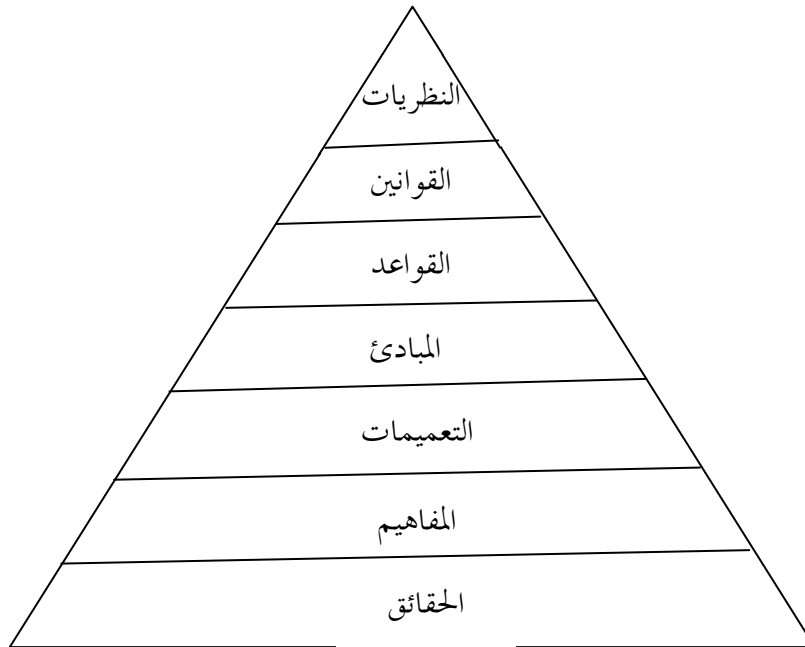 النظريات
القوانين
القواعد
المبادئ
التعميمات
المفاهيم
الحقائق